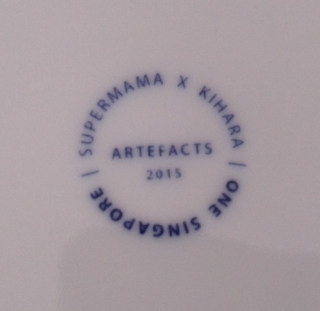 SUPERMAMA X KIHARA | ONE SINGAPORE |
ARTEFACTS
2015